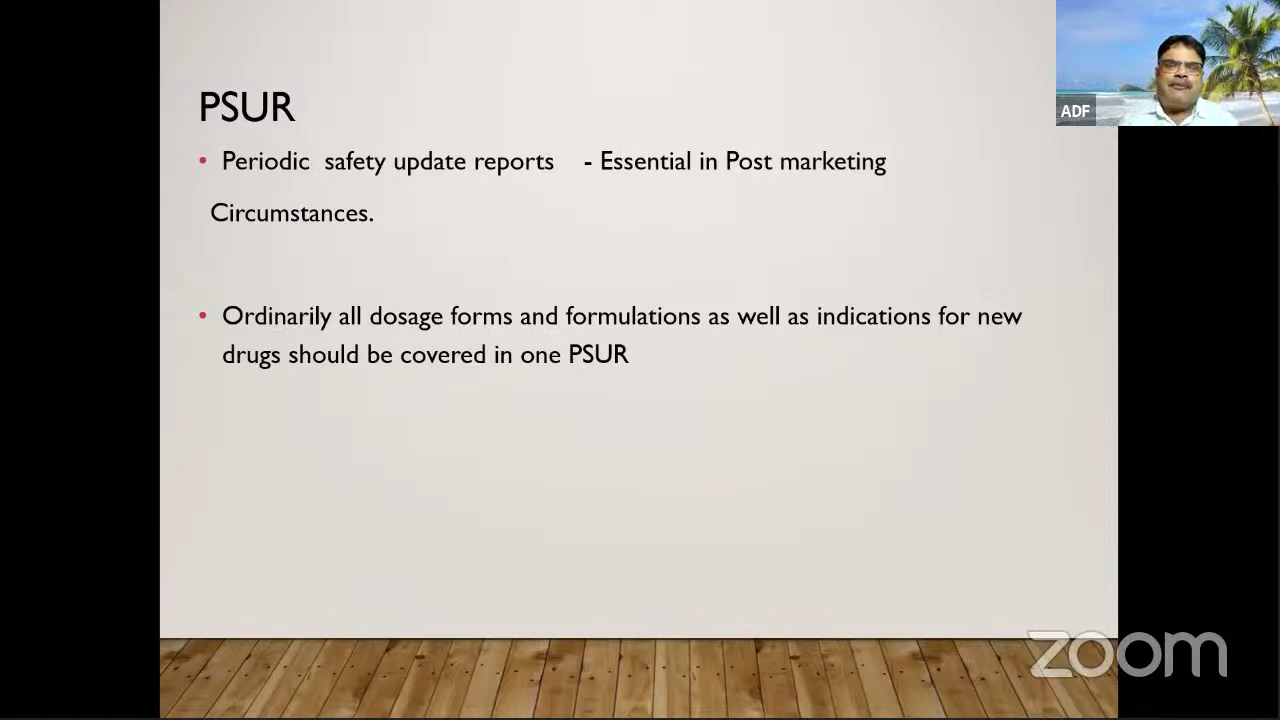 PSUR
• Periodic safety update reports - Essential in Post marketing
Circumstances.
• Ordinarily all dosage forms and formulations as well as indications for new
drugs should be covered in one PSUR
ADF
zoom